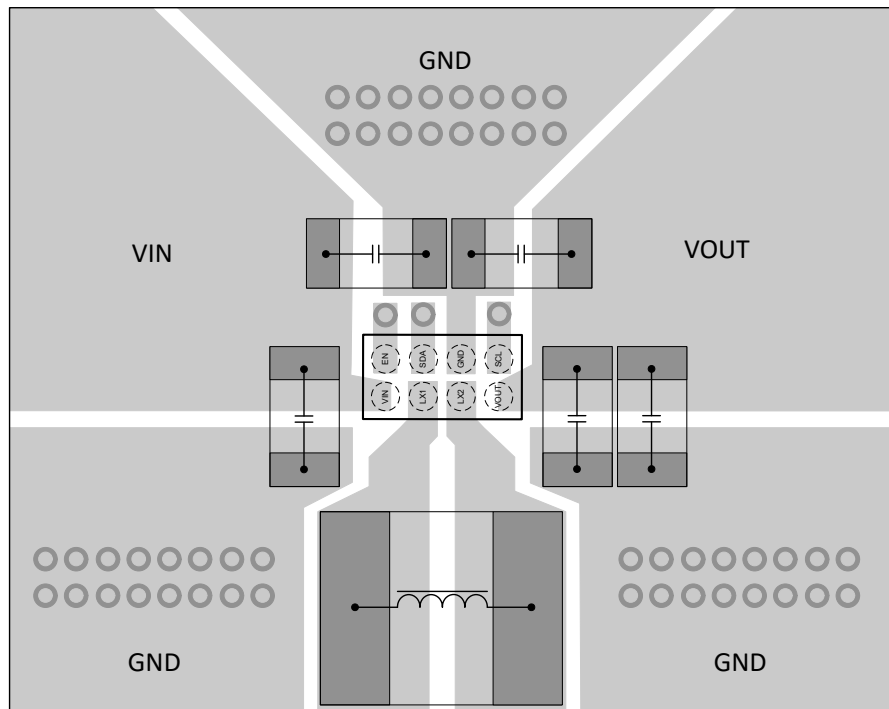 GND
VIN
VOUT
EN
SDA
GND
SCL
VIN
LX1
LX2
VOUT
GND
GND